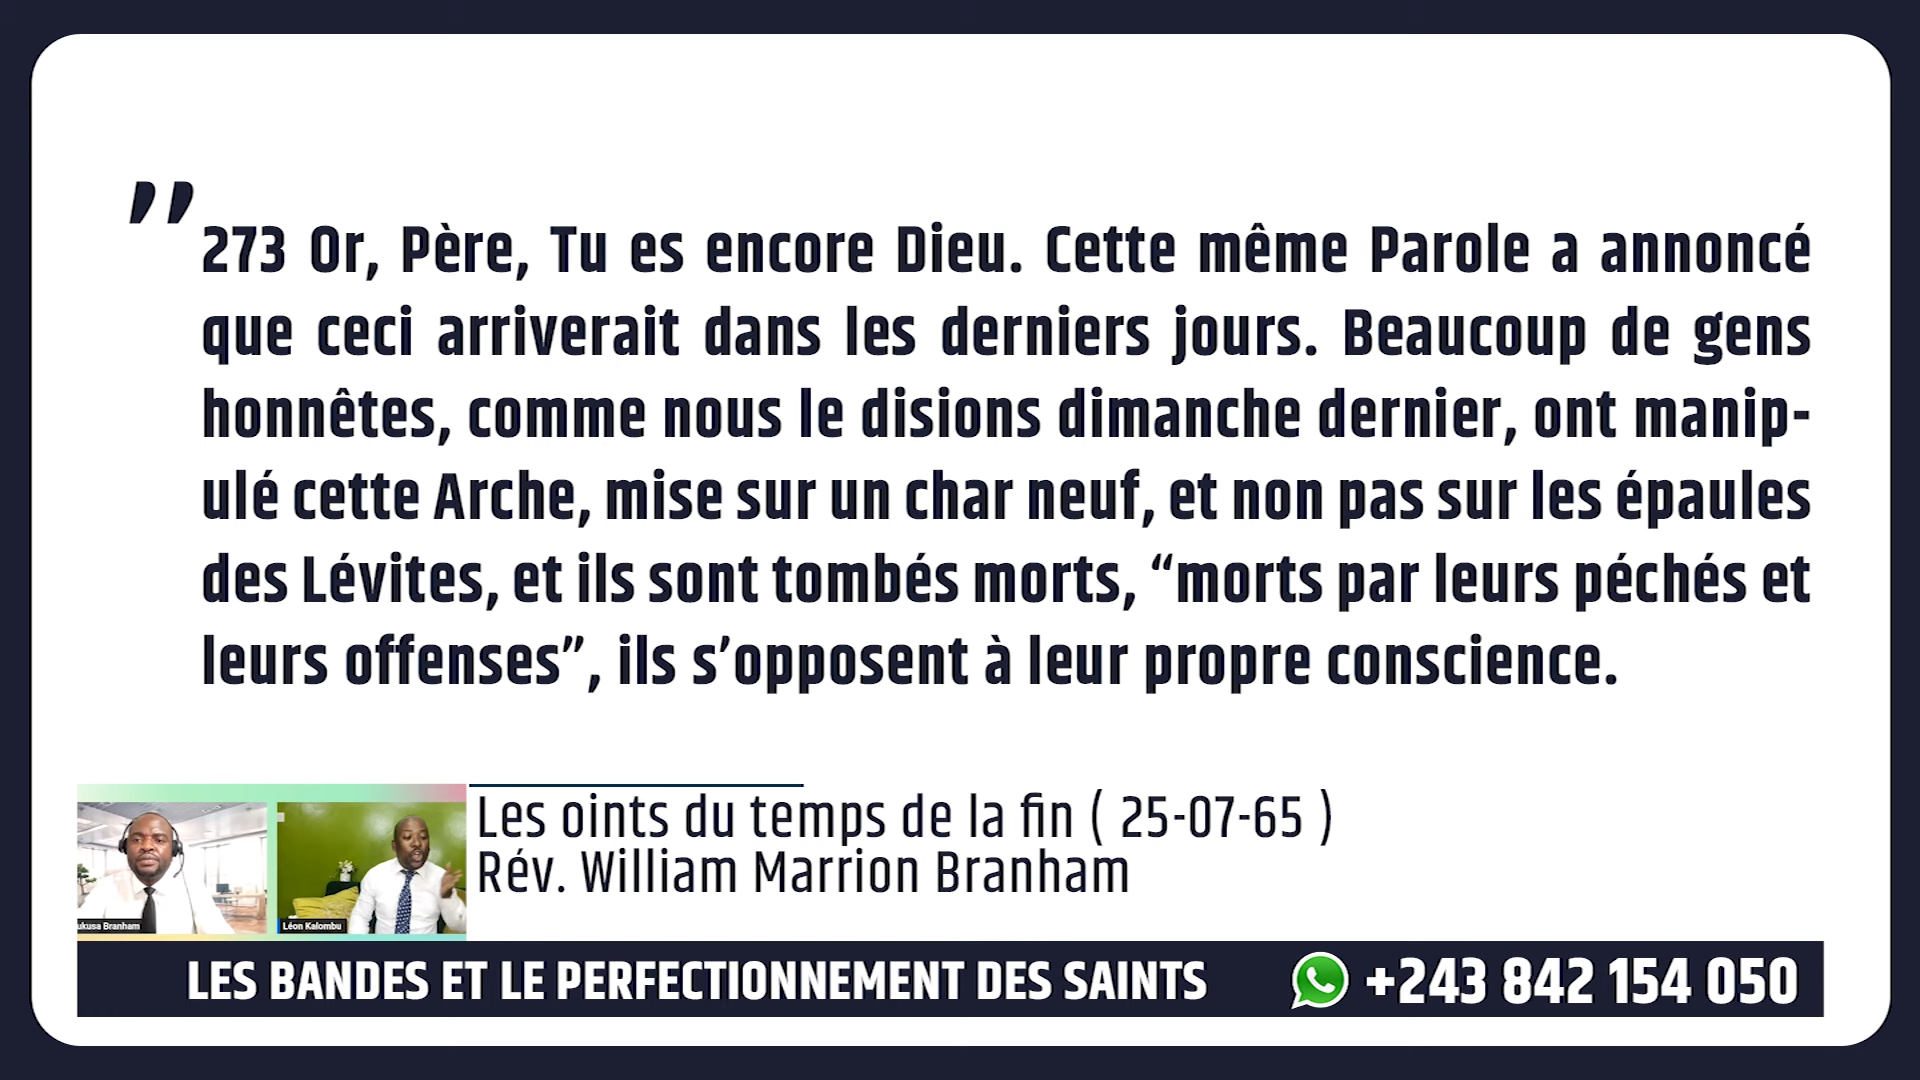 ” 273 Or, Père, Tu es encore Dieu. Cette même Parole a annoncé
que ceci arriverait dans les derniers jours. Beaucoup de gens
honnêtes, comme nous le disions dimanche dernier, ont manip-
ulé cette Arche, mise sur un char neuf, et non pas sur les épaules
des Lévites, et ils sont tombés morts, “morts par leurs péchés et
leurs offenses”, ils s’opposent à leur propre conscience.
Les oints du temps de la fin ( 25-07-65 )
Rév. William Marrion Branham
ukusa Branham
Léon Kalombu
LES BANDES ET LE PERFECTIONNEMENT DES SAINTS
+243 842 154 050